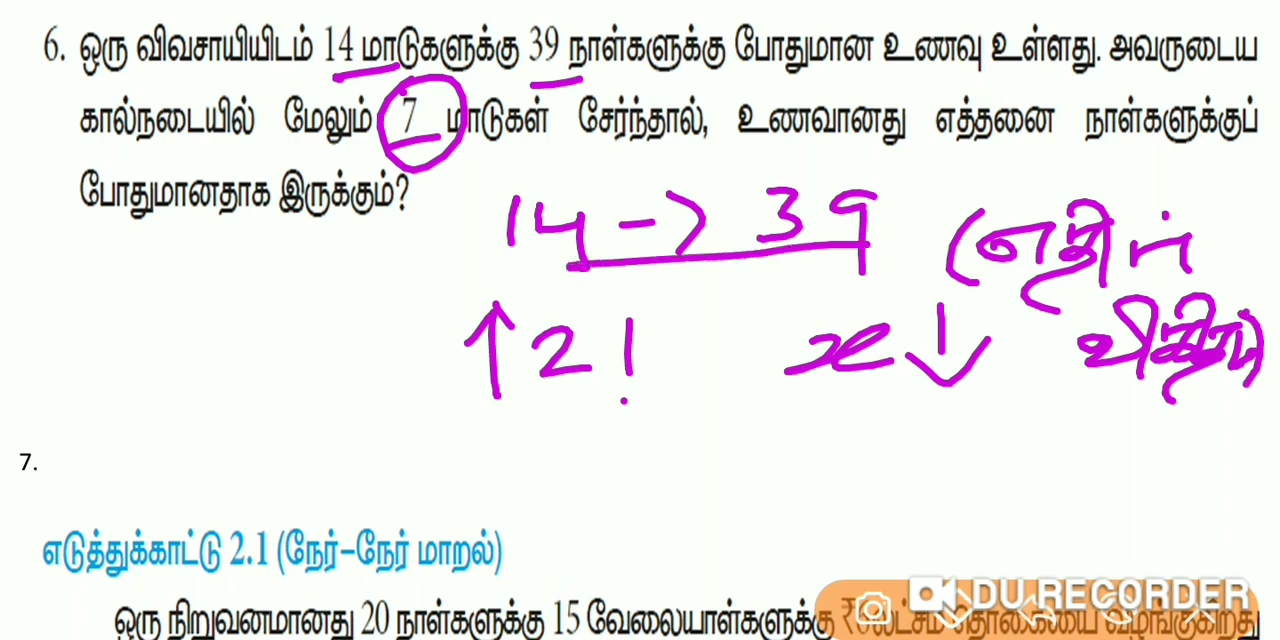 6. ஒரு விவசாயியிடம் 14 மாடுகளுக்கு 39 நாள்களுக்கு போதுமான உணவு உள்ளது. அவருடைய
கால்நடையில் மேலும் 7 மாடுகள் சேர்ந்தால், உணவானது எத்தனை நாள்களுக்குப்
போதுமானதாக இருக்கும்?
14 -> 39 (எதிர்
↑ 21 x ↓
7.
எடுத்துக்காட்டு 2.1 (நேர்–நேர் மாறல்)
ஒரு நிறுவனமானது 20 நாள்களுக்கு 15 வேலையாள்களுக்கு
DU RECORDER